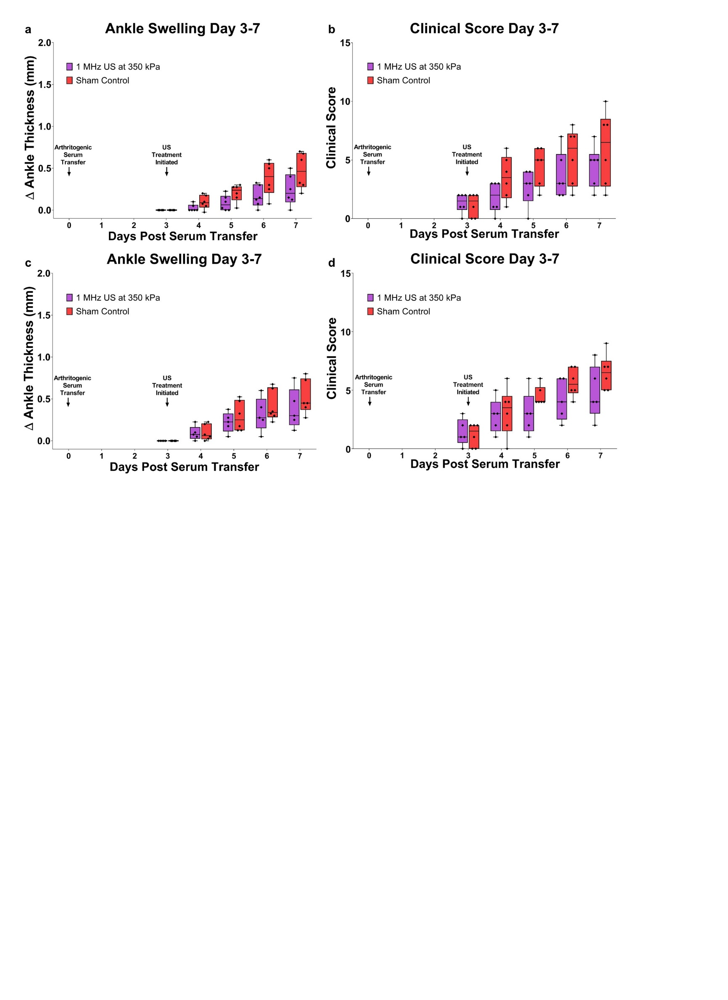 a
Ankle Swelling Day 3-7
2.0
1.5
1.0
0.5
0.0
Δ Ankle Thickness (mm)
1 MHz US at 350 kPa
Sham Control
Arthritogenic
Serum
Transfer
US
Treatment
Initiated
0 1 2 3 4 5 6 7
Days Post Serum Transfer
b
Clinical Score Day 3-7
15
10
5
0
Clinical Score
1 MHz US at 350 kPa
Sham Control
Arthritogenic
Serum
Transfer
US
Treatment
Initiated
0 1 2 3 4 5 6 7
Days Post Serum Transfer
c
Ankle Swelling Day 3-7
2.0
1.5
1.0
0.5
0.0
Δ Ankle Thickness (mm)
1 MHz US at 350 kPa
Sham Control
Arthritogenic
Serum
Transfer
US
Treatment
Initiated
0 1 2 3 4 5 6 7
Days Post Serum Transfer
d
Clinical Score Day 3-7
15
10
5
0
Clinical Score
1 MHz US at 350 kPa
Sham Control
Arthritogenic
Serum
Transfer
US
Treatment
Initiated
0 1 2 3 4 5 6 7
Days Post Serum Transfer